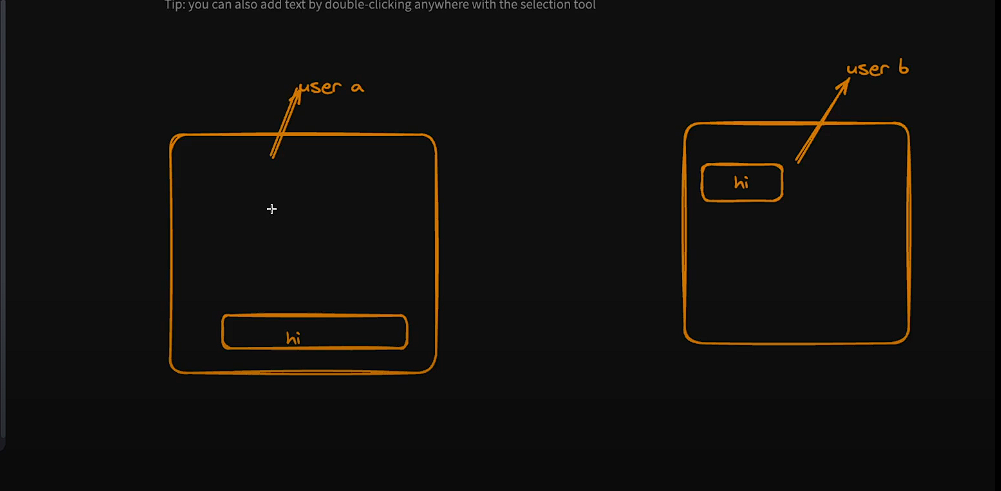 Tip: you can also add text by double-clicking anywhere with the selection tool
user a
user b
hi
hi